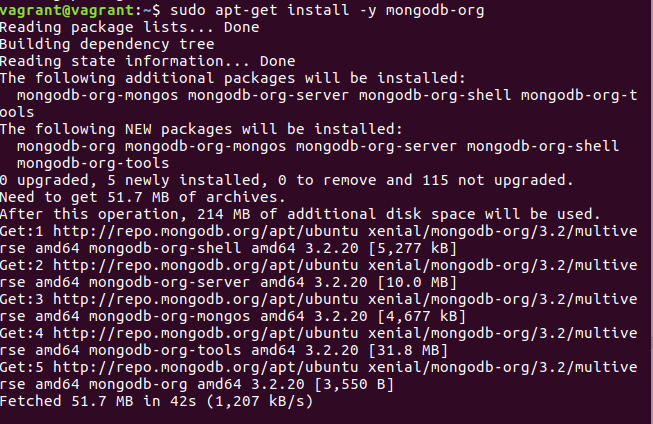 vagrant@vagrant:~$ sudo apt-get install -y mongodb-org
Reading package lists... Done
Building dependency tree
Reading state information... Done
The following additional packages will be installed:
  mongodb-org-mongos mongodb-org-server mongodb-org-shell mongodb-org-t
ools
The following NEW packages will be installed:
  mongodb-org mongodb-org-mongos mongodb-org-server mongodb-org-shell
  mongodb-org-tools
0 upgraded, 5 newly installed, 0 to remove and 115 not upgraded.
Need to get 51.7 MB of archives.
After this operation, 214 MB of additional disk space will be used.
Get:1 http://repo.mongodb.org/apt/ubuntu xenial/mongodb-org/3.2/multive
rse amd64 mongodb-org-shell amd64 3.2.20 [5,277 kB]
Get:2 http://repo.mongodb.org/apt/ubuntu xenial/mongodb-org/3.2/multive
rse amd64 mongodb-org-server amd64 3.2.20 [10.0 MB]
Get:3 http://repo.mongodb.org/apt/ubuntu xenial/mongodb-org/3.2/multive
rse amd64 mongodb-org-mongos amd64 3.2.20 [4,677 kB]
Get:4 http://repo.mongodb.org/apt/ubuntu xenial/mongodb-org/3.2/multive
rse amd64 mongodb-org-tools amd64 3.2.20 [31.8 MB]
Get:5 http://repo.mongodb.org/apt/ubuntu xenial/mongodb-org/3.2/multive
rse amd64 mongodb-org amd64 3.2.20 [3,550 B]
Fetched 51.7 MB in 42s (1,207 kB/s)